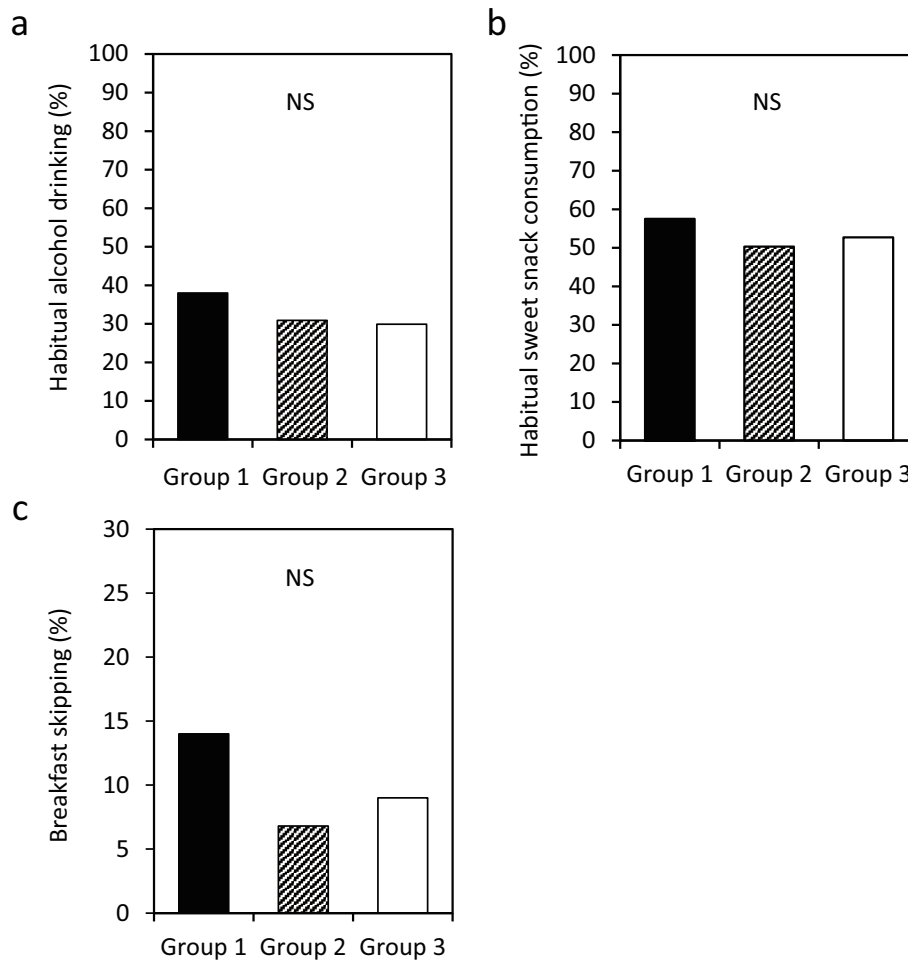 a
Habitual alcohol drinking (%)
100
90
80
70
60
50
40
30
20
10
0
NS
Group 1 Group 2 Group 3
b
Habitual sweet snack consumption (%)
100
90
80
70
60
50
40
30
20
10
0
NS
Group 1 Group 2 Group 3
c
Breakfast skipping (%)
30
25
20
15
10
5
0
NS
Group 1 Group 2 Group 3